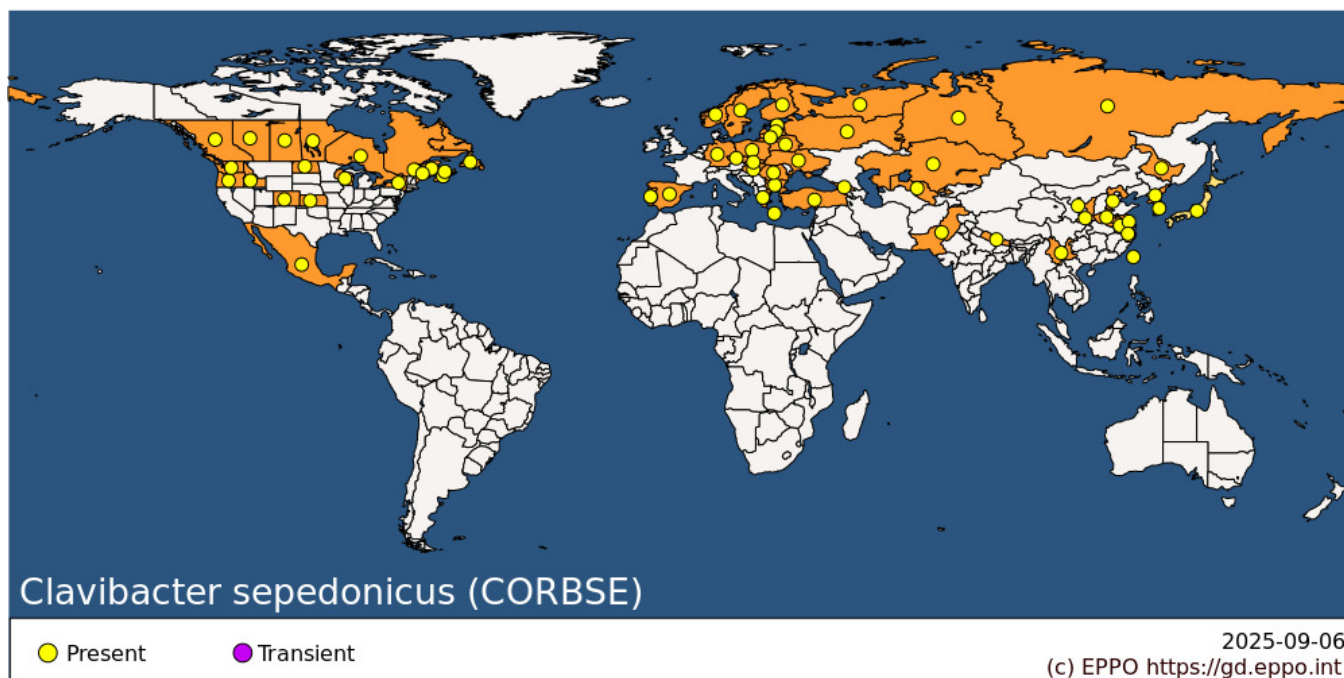 Clavibacter sepedonicus (CORBSE)
Present
Transient
2025-09-06
(c) EPPO https://gd.eppo.int